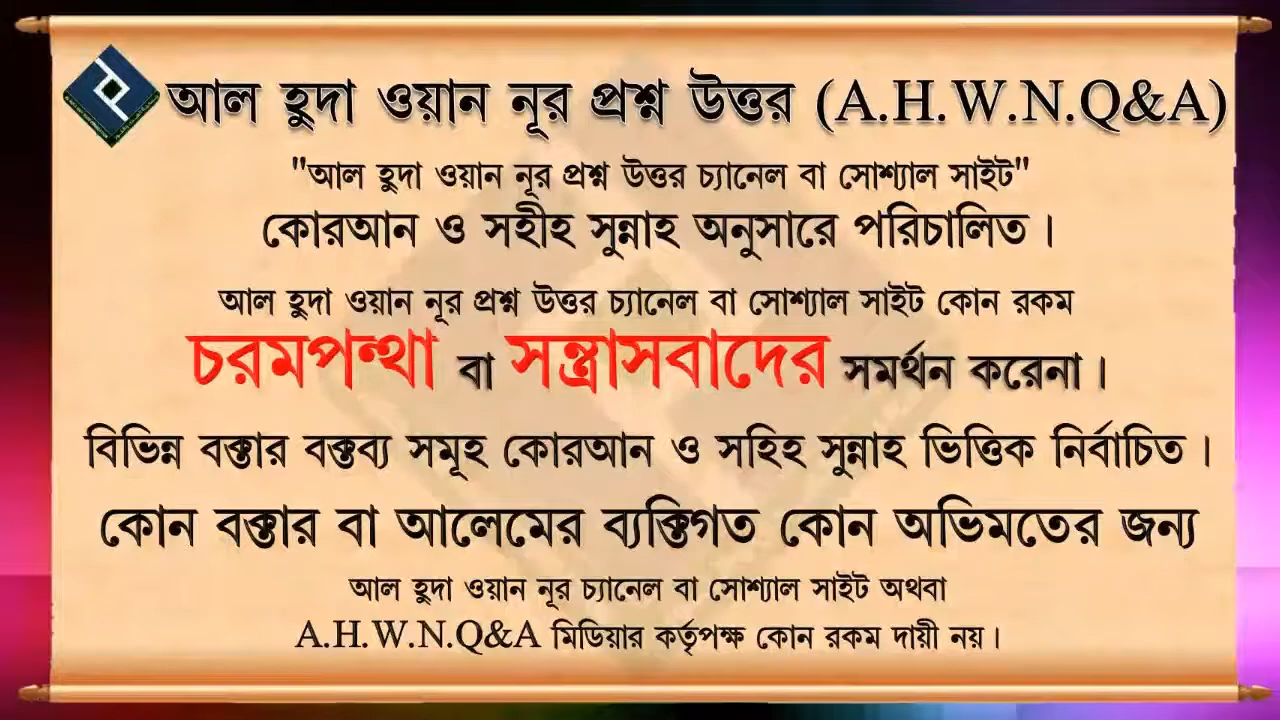 আল হুদা ওয়ান নূর প্রশ্ন উত্তর (A.H.W.N.Q&A)
"আল হুদা ওয়ান নূর প্রশ্ন উত্তর চ্যানেল বা সোশ্যাল সাইট"
কোরআন ও সহীহ সুন্নাহ অনুসারে পরিচালিত।
আল হুদা ওয়ান নূর প্রশ্ন উত্তর চ্যানেল বা সোশ্যাল সাইট কোন রকম
চরমপন্থা বা সন্ত্রাসবাদের সমর্থন করেনা।
বিভিন্ন বক্তার বক্তব্য সমূহ কোরআন ও সহিহ সুন্নাহ ভিত্তিক নির্বাচিত।
কোন বক্তার বা আলেমের ব্যক্তিগত কোন অভিমতের জন্য
আল হুদা ওয়ান নূর চ্যানেল বা সোশ্যাল সাইট অথবা
A.H.W.N.Q&A মিডিয়ার কর্তৃপক্ষ কোন রকম দায়ী নয়।